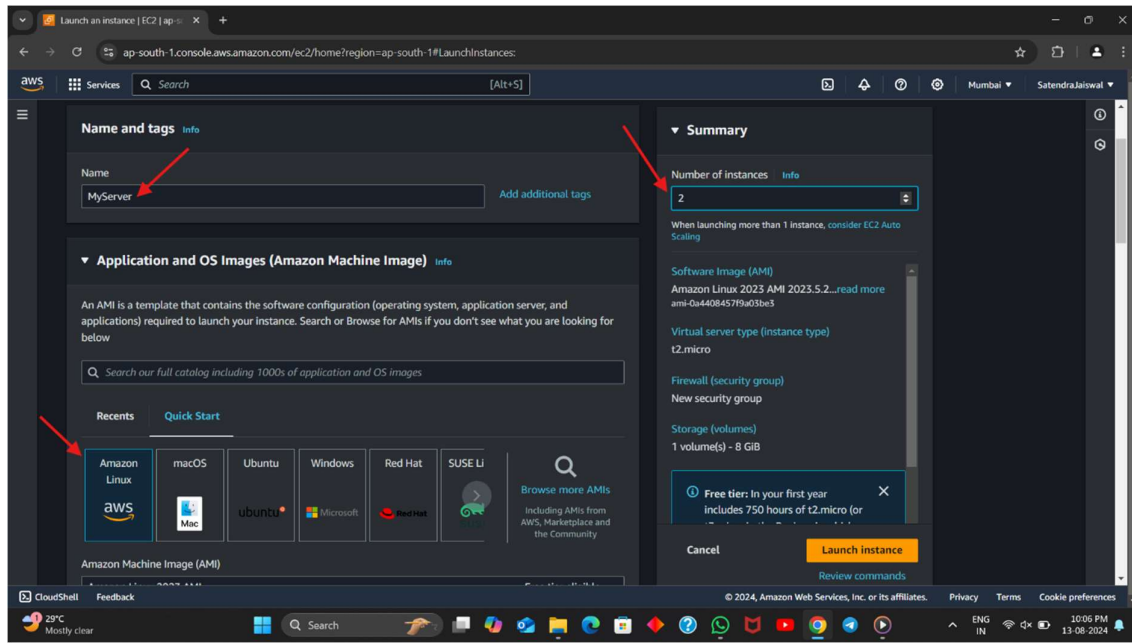 Launch an instance | EC2 | ap-s
ap-south-1.console.aws.amazon.com/ec2/home?region=ap-south-1#LaunchInstances:
aws
Services
Search
[Alt+S]
Mumbai
SatendraJaiswal
Name and tags Info
Name
MyServer
Add additional tags
Application and OS Images (Amazon Machine Image) Info
An AMI is a template that contains the software configuration (operating system, application server, and
applications) required to launch your instance. Search or Browse for AMIs if you don't see what you are looking for
below
Search our full catalog including 1000s of application and OS images
Recents
Quick Start
Amazon
Linux
aws
macOS
Mac
Ubuntu
ubuntu
Windows
Microsoft
Red Hat
Red Hat
SUSE Li
Browse more AMIs
Including AMIs from
AWS, Marketplace and
the Community
Amazon Machine Image (AMI)
Summary
Number of instances Info
2
When launching more than 1 instance, consider EC2 Auto
Scaling
Software Image (AMI)
Amazon Linux 2023 AMI 2023.5.2...read more
ami-0a4408457f9a03be3
Virtual server type (instance type)
t2.micro
Firewall (security group)
New security group
Storage (volumes)
1 volume(s) - 8 GiB
Free tier: In your first year
includes 750 hours of t2.micro (or
Cancel
Launch instance
Review commands
CloudShell
Feedback
© 2024, Amazon Web Services, Inc. or its affiliates.
Privacy
Terms
Cookie preferences
29°C
Mostly clear
Search
ENG
IN
10:06 PM
13-08-2024